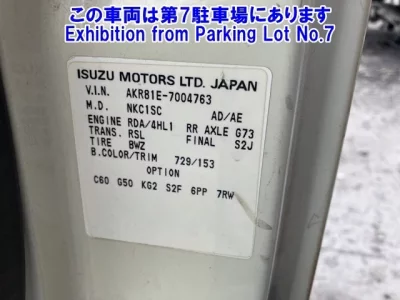 この車両は第7駐車場にあります
Exhibition from Parking Lot No.7
ISUZU MOTORS LTD. JAPAN
V.I.N. AKR81E-7004763
M.D. NKC1SC AD/AE
ENGINE RDA/4HL1 RR AXLE G73
TRANS. RSL FINAL S2J
TIRE BWZ
B.COLOR/TRIM 729/153
OPTION
C60 G50 KG2 S2F 6PP 7RW